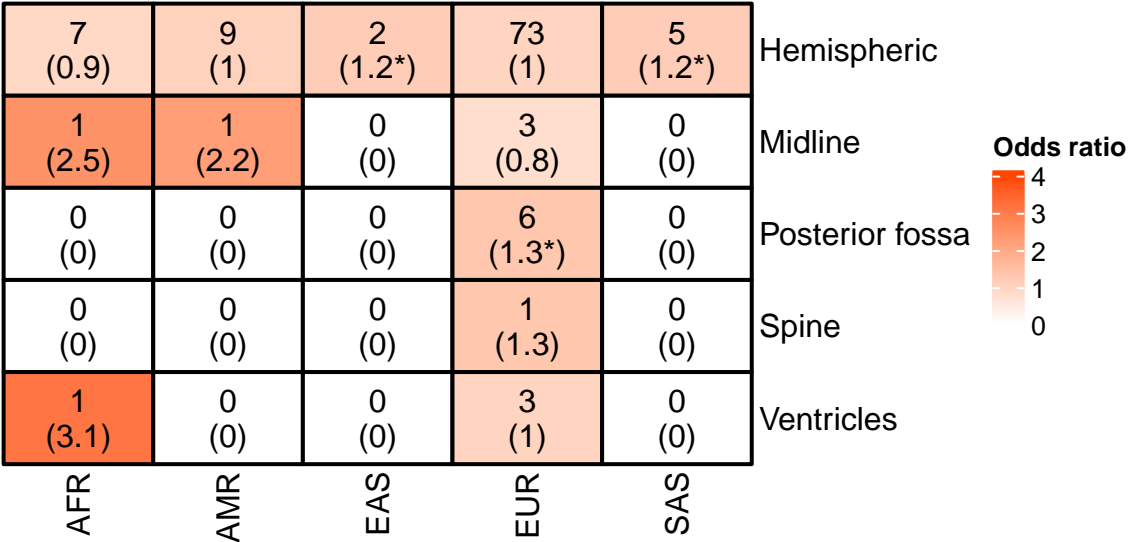 7 9 2 73 5
(0.9) (1) (1.2*) (1) (1.2*) Hemispheric
1 1 0 3 0
(2.5) (2.2) (0) (0.8) (0) Midline
0 0 0 6 0
(0) (0) (0) (1.3*) (0) Posterior fossa
0 0 0 1 0
(0) (0) (0) (1.3) (0) Spine
1 0 0 3 0
(3.1) (0) (0) (1) (0) Ventricles
AFR AMR EAS EUR SAS
Odds ratio
4
3
2
1
0